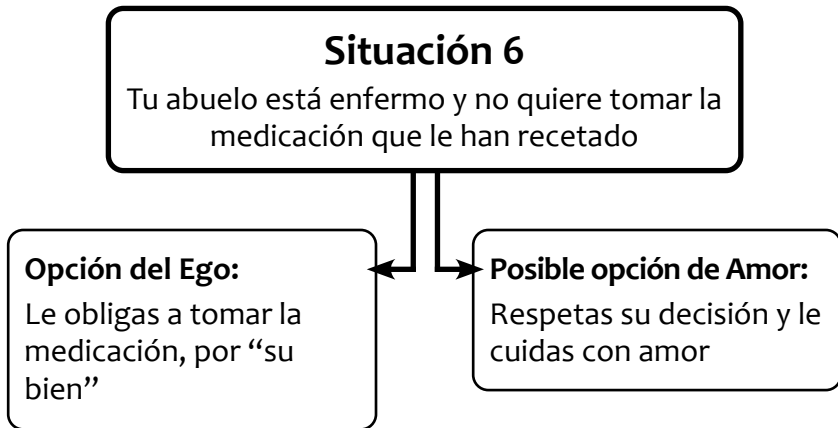 Situación 6
Tu abuelo está enfermo y no quiere tomar la
medicación que le han recetado
Opción del Ego:
Le obligas a tomar la
medicación, por “su
bien”
Posible opción de Amor:
Respetas su decisión y le
cuidas con amor